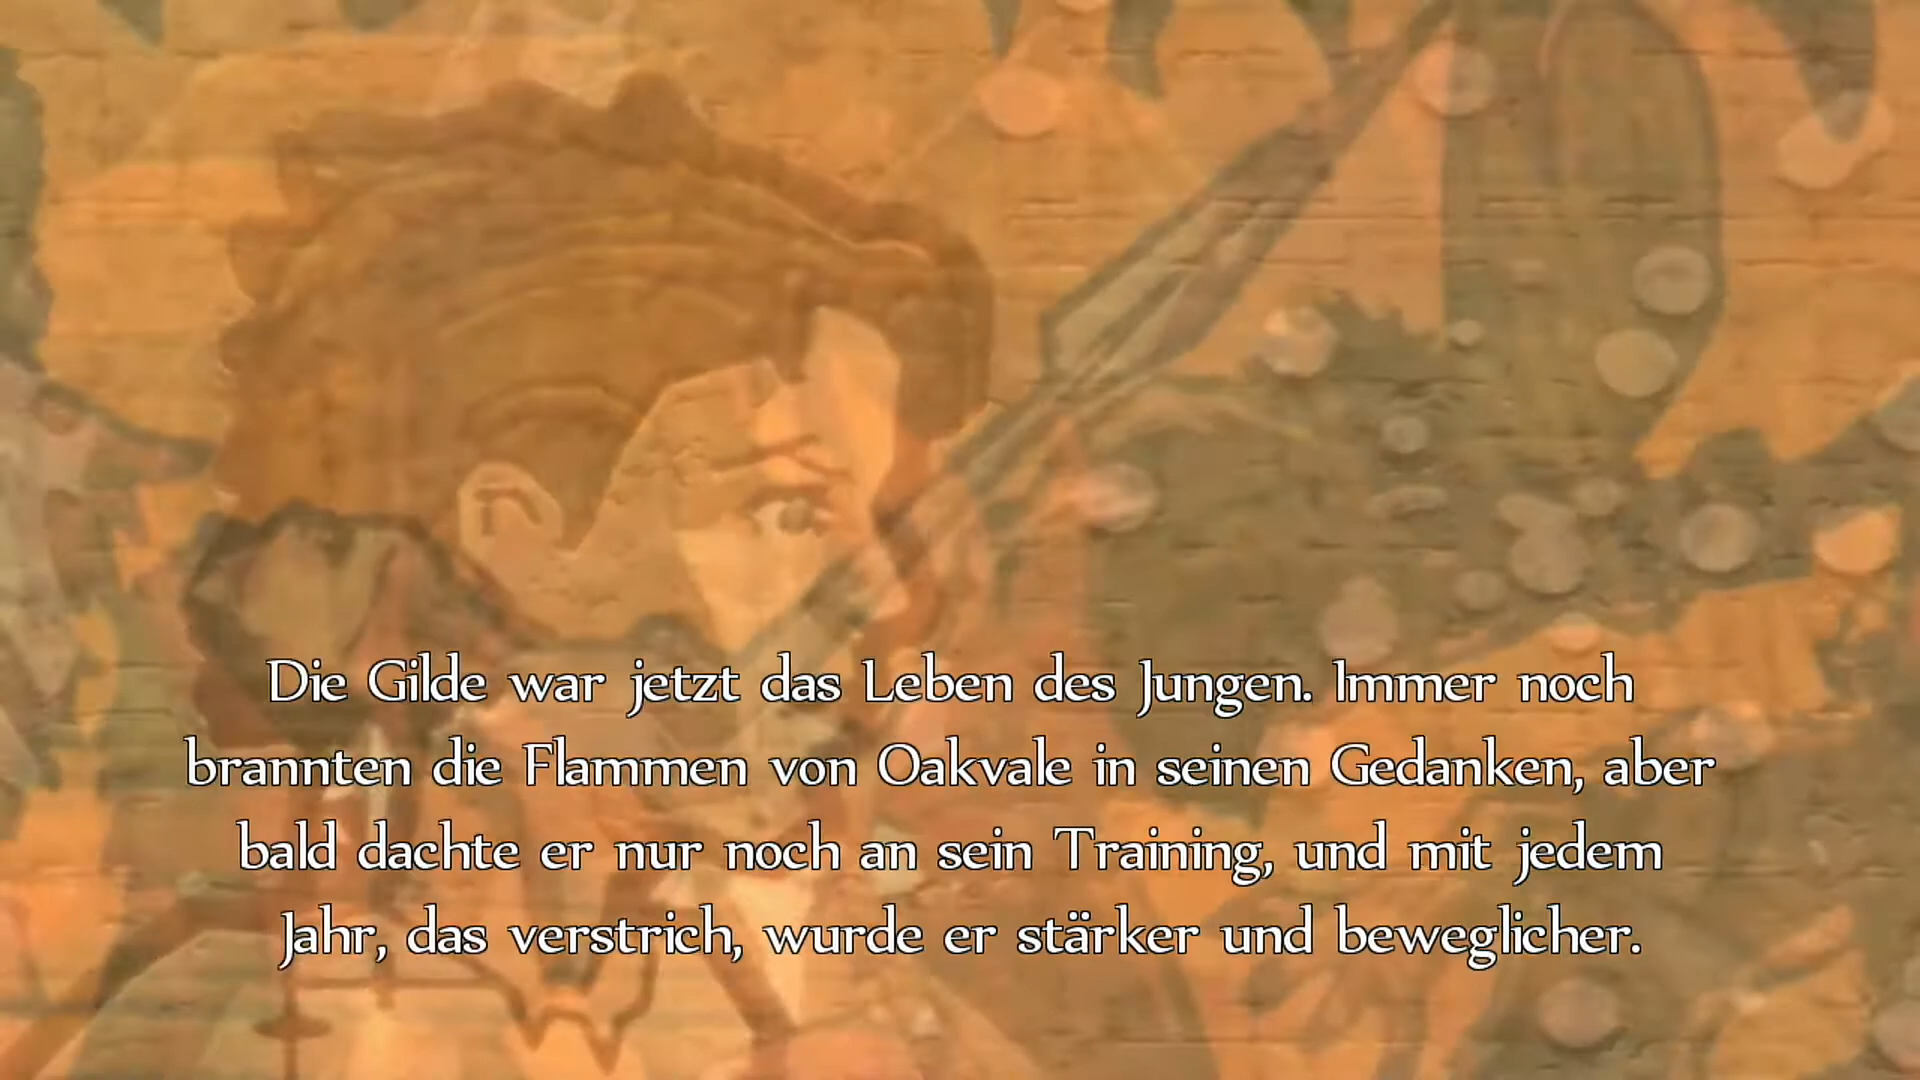 Die Gilde war jetzt das Leben des Jungen. Immer noch
brannten die Flammen von Oakvale in seinen Gedanken, aber
bald dachte er nur noch an sein Training, und mit jedem
Jahr, das verstrich, wurde er stärker und beweglicher.